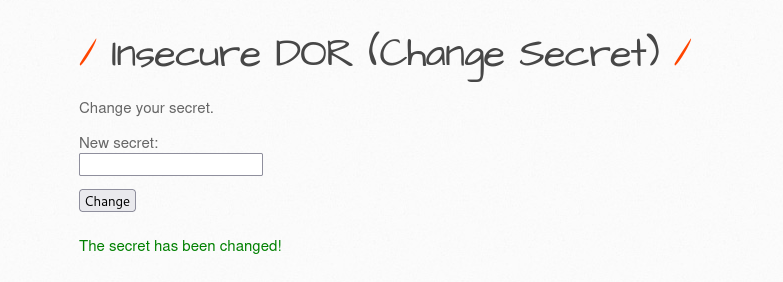 / Insecure DOR (Change Secret) /
Change your secret.
New secret:
Change
The secret has been changed!